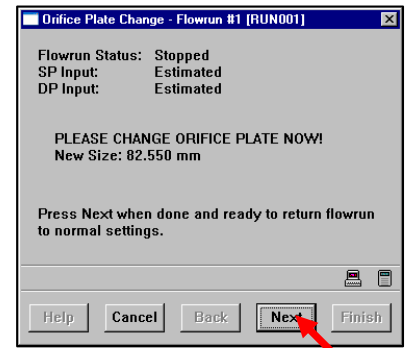 Orifice Plate Change - Flowrun #1 [RUN001]
Flowrun Status: Stopped
SP Input: Estimated
DP Input: Estimated
PLEASE CHANGE ORIFICE PLATE NOW!
New Size: 82.550 mm
Press Next when done and ready to return flowrun
to normal settings.
Help Cancel Back Next Finish